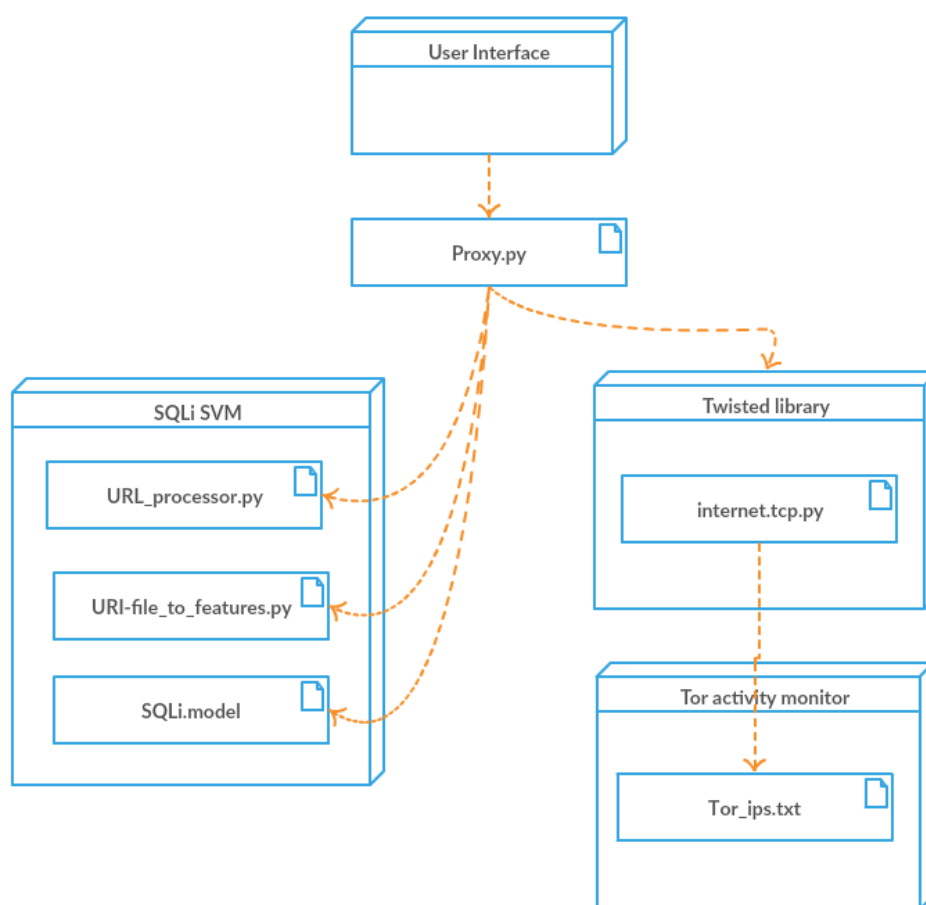 User Interface
Proxy.py
SQLi SVM
URL_processor.py
URI-file_to_features.py
SQLi.model
Twisted library
internet.tcp.py
Tor activity monitor
Tor_ips.txt